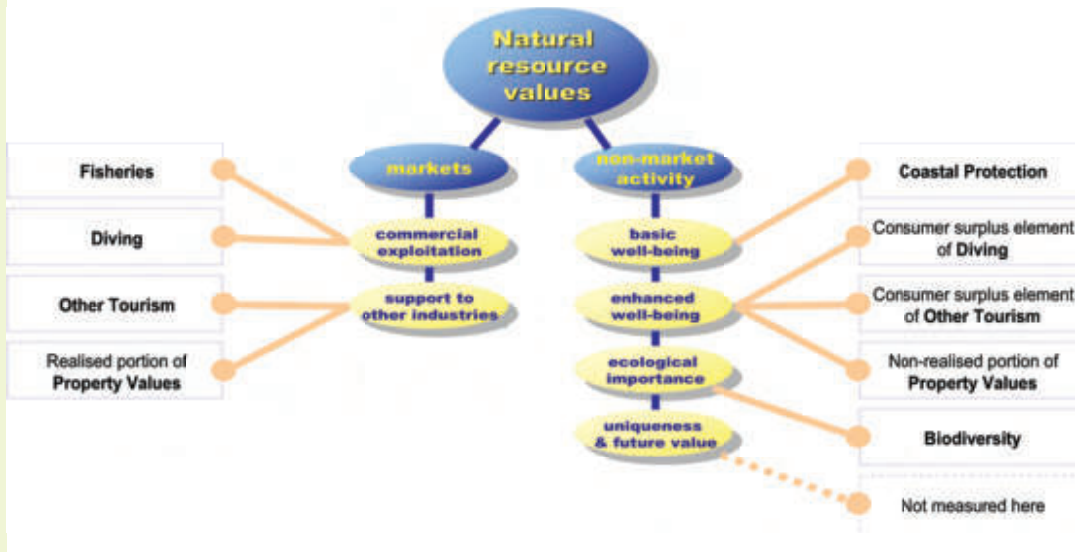 Natural
resource
values
markets
non-market
activity
Fisheries
Diving
Other Tourism
Realised portion of
Property Values
commercial
exploitation
support to
other industries
basic
well-being
enhanced
well-being
ecological
importance
uniqueness
& future value
Coastal Protection
Consumer surplus element
of Diving
Consumer surplus element
of Other Tourism
Non-realised portion of
Property Values
Biodiversity
Not measured here